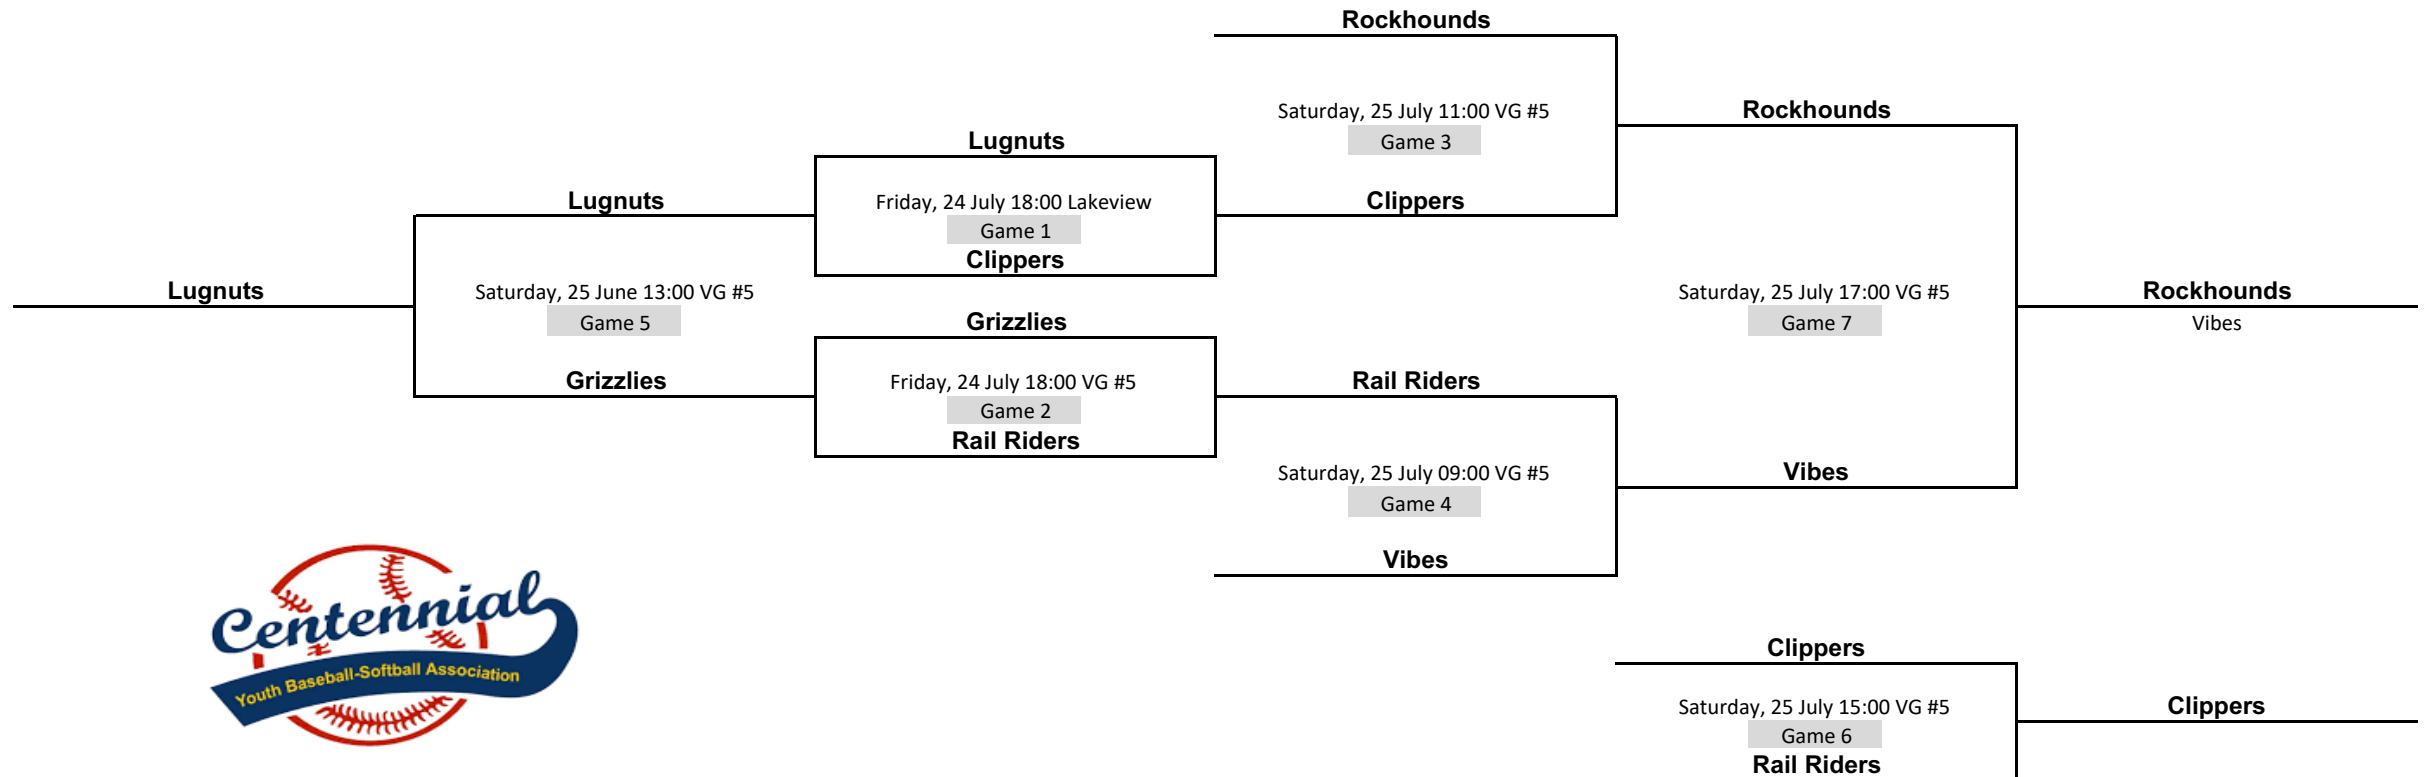 Rockhounds
Saturday, 25 July 11:00 VG #5
Rockhounds
Game 3
Lugnuts
Lugnuts
Friday, 24 July 18:00 Lakeview
Clippers
Game 1
Clippers
Lugnuts
Saturday, 25 June 13:00 VG #5
Saturday, 25 July 17:00 VG #5
Rockhounds
Game 5
Grizzlies
Game 7
Vibes
Grizzlies
Friday, 24 July 18:00 VG #5
Rail Riders
Game 2
Rail Riders
Saturday, 25 July 09:00 VG #5
Vibes
Game 4
Vibes
Centennial
Youth Baseball-Softball Association
Clippers
Saturday, 25 July 15:00 VG #5
Clippers
Game 6
Rail Riders